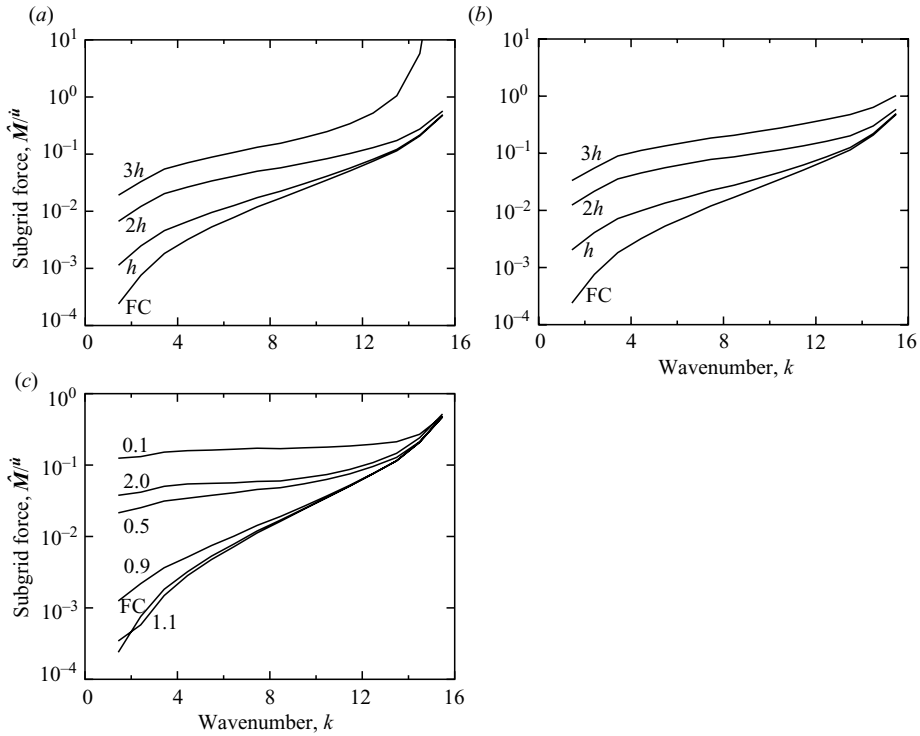 (a)
10^1
10^0
10^–1
10^–2
10^–3
10^–4
Subgrid force, M̂/u̇
3h
2h
h
FC
0 4 8 12 16
(b)
10^1
10^0
10^–1
10^–2
10^–3
10^–4
3h
2h
h
FC
0 4 8 12 16
Wavenumber, k
(c)
10^0
10^–1
10^–2
10^–3
10^–4
Subgrid force, M̂/u̇
0.1
2.0
0.5
0.9
FC
1.1
0 4 8 12 16
Wavenumber, k